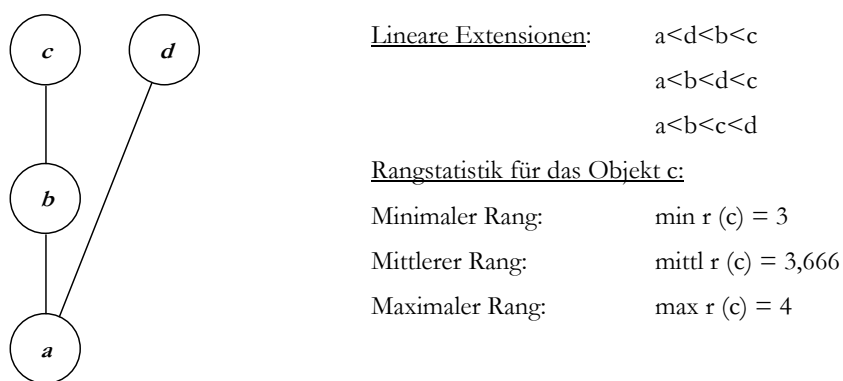 c d
b
a
Lineare Extensionen: a<d<b<c
a<b<d<c
a<b<c<d
Rangstatistik für das Objekt c:
Minimaler Rang: min r (c) = 3
Mittlerer Rang: mittl r (c) = 3,666
Maximaler Rang: max r (c) = 4